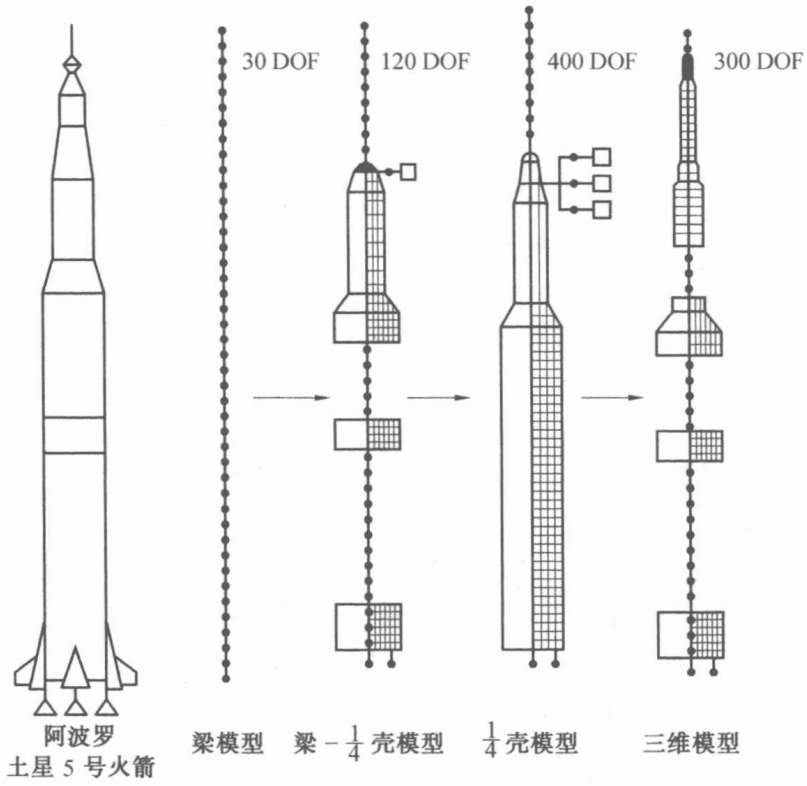 30 DOF
120 DOF
400 DOF
300 DOF
阿波罗
土星 5 号火箭
梁模型
梁 - 1/4 壳模型
1/4 壳模型
三维模型